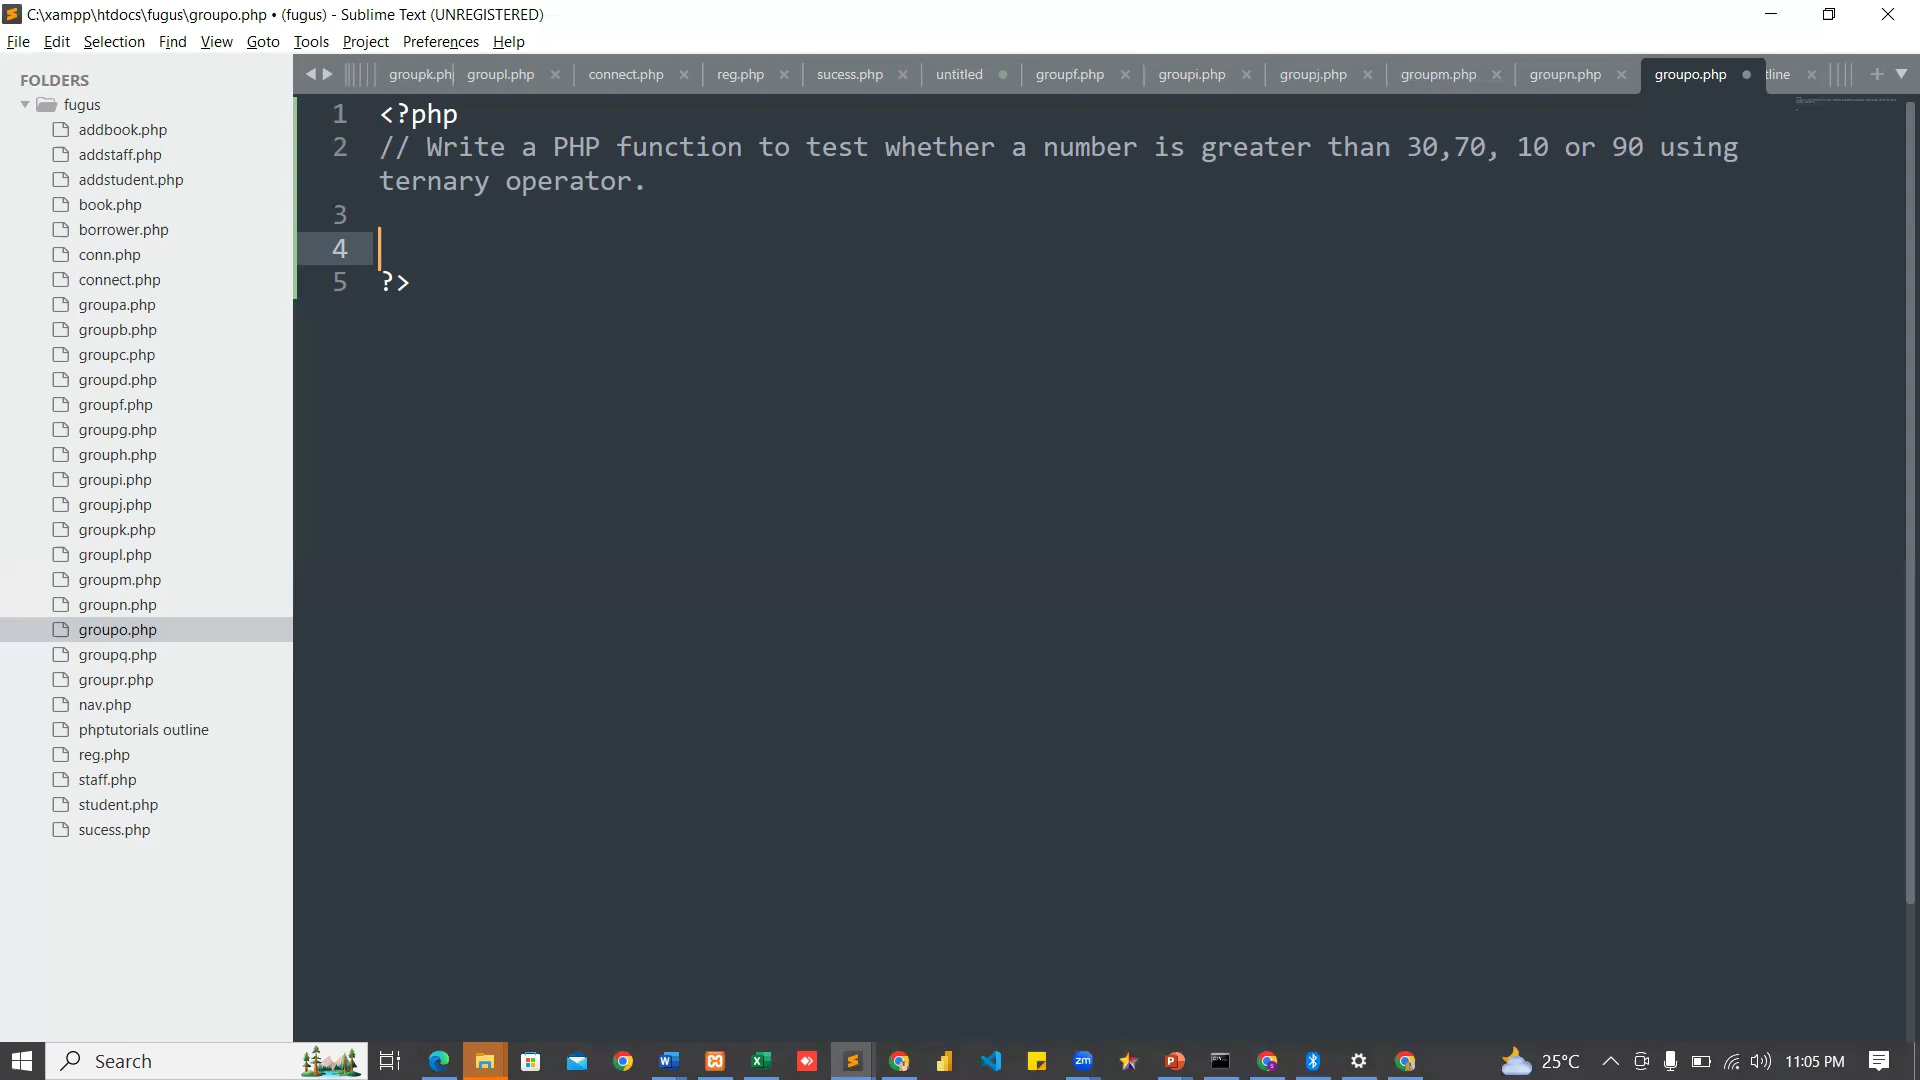 C:\xampp\htdocs\fugus\groupo.php • (fugus) - Sublime Text (UNREGISTERED)
File Edit Selection Find View Goto Tools Project Preferences Help
FOLDERS
fugus
addbook.php
addstaff.php
addstudent.php
book.php
borrower.php
conn.php
connect.php
groupa.php
groupb.php
groupc.php
groupd.php
groupf.php
groupg.php
grouph.php
groupi.php
groupj.php
groupk.php
groupl.php
groupm.php
groupn.php
groupo.php
groupq.php
groupr.php
nav.php
phptutorials outline
reg.php
staff.php
student.php
sucess.php
groupk.ph groupl.php connect.php reg.php sucess.php untitled groupf.php groupi.php groupj.php groupm.php groupn.php groupo.php tline
1 <?php
2 // Write a PHP function to test whether a number is greater than 30,70, 10 or 90 using
ternary operator.
3
4
5 ?>
Search 25°C 11:05 PM